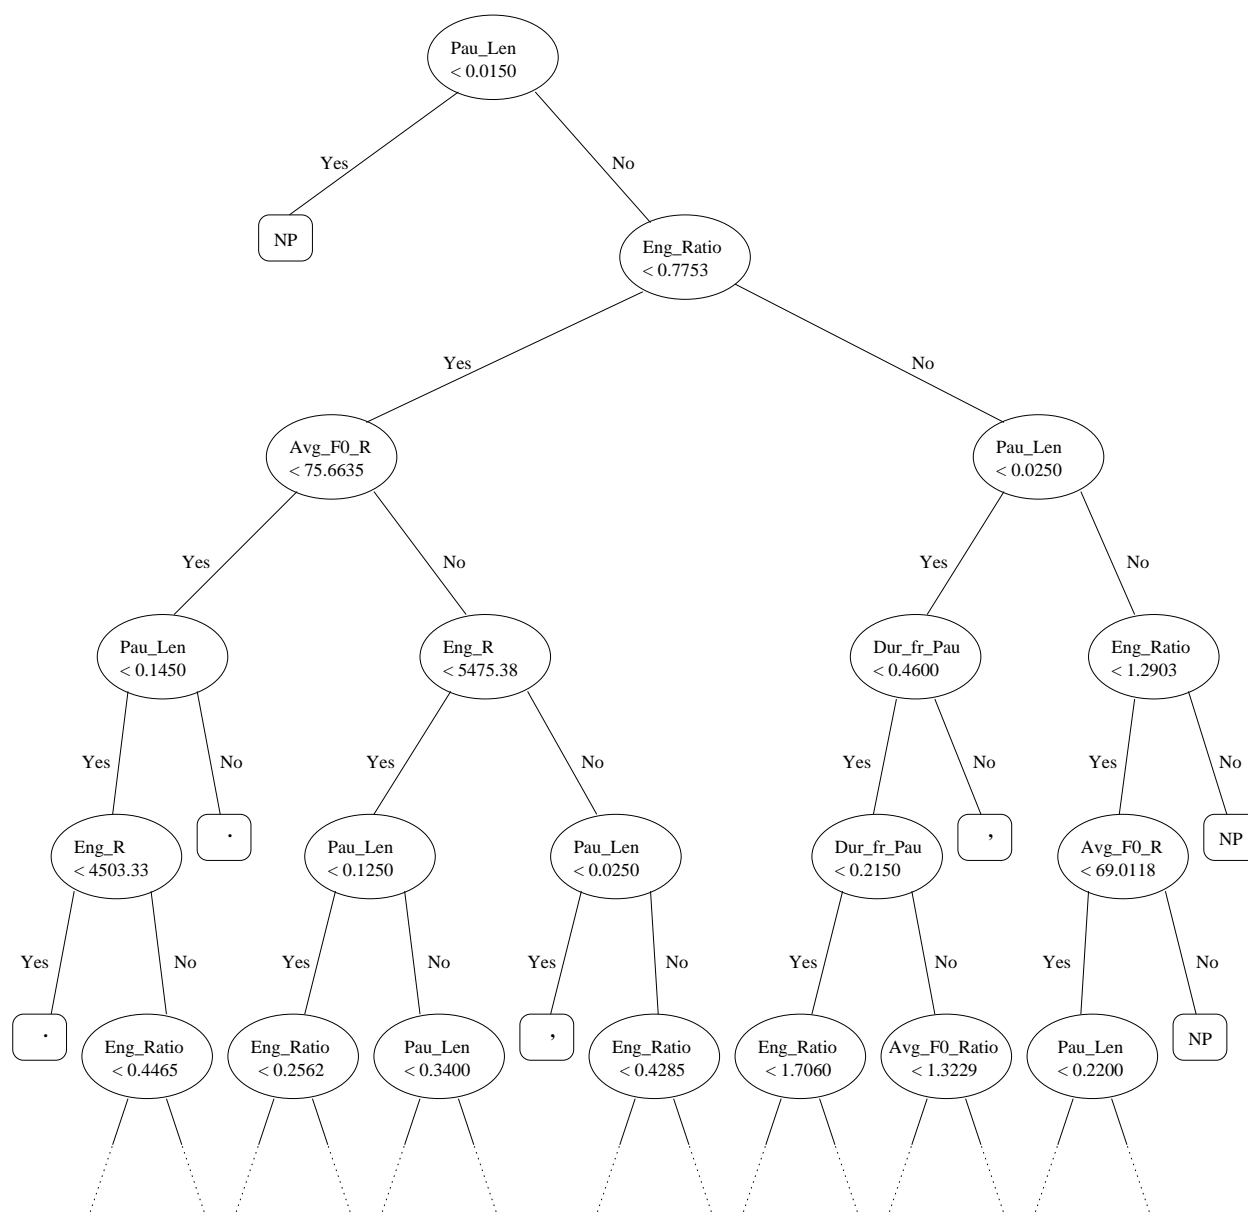 Pau_Len
< 0.0150
Yes
No
NP
Eng_Ratio
< 0.7753
Yes
No
Avg_F0_R
< 75.6635
Pau_Len
< 0.0250
Yes
No
Yes
No
Pau_Len
< 0.1450
Eng_R
< 5475.38
Dur_fr_Pau
< 0.4600
Eng_Ratio
< 1.2903
Yes
No
Yes
No
Yes
No
Yes
No
Eng_R
< 4503.33
.
Pau_Len
< 0.1250
Pau_Len
< 0.0250
Dur_fr_Pau
< 0.2150
,
Avg_F0_R
< 69.0118
NP
Yes
No
Yes
No
Yes
No
Yes
No
Yes
No
.
Eng_Ratio
< 0.4465
Eng_Ratio
< 0.2562
Pau_Len
< 0.3400
,
Eng_Ratio
< 0.4285
Eng_Ratio
< 1.7060
Avg_F0_Ratio
< 1.3229
Pau_Len
< 0.2200
NP